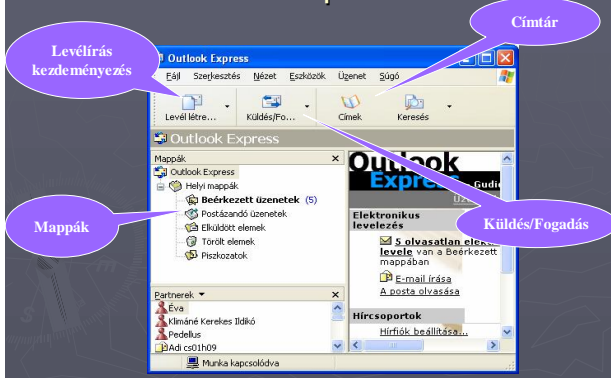 Címtár
Levélírás
kezdeményezés
Outlook Express
Fájl Szerkesztés Nézet Eszközök Üzenet Súgó
Levél létre... Küldés/Fo... Címek Keresés
Outlook Express
Mappák
Outlook Express
Helyi mappák
Beérkezett üzenetek (5)
Postázandó üzenetek
Elküldött elemek
Törölt elemek
Piszkozatok
Mappák
Outlook
Express
Elektronikus
levelezés
5 olvasatlan
levele van a Beérkezett
mappában
E-mail írása
A posta olvasása
Hírcsoportok
Hírfiók beállítása...
Küldés/Fogadás
Partnerek
Éva
Klimáné Kerekes Ildikó
Pedellus
Adi cs01h09
Munka kapcsolódva